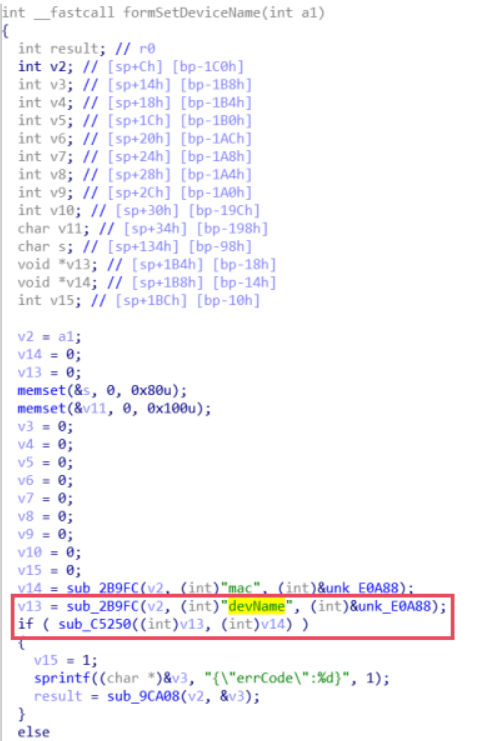 int __fastcall formSetDeviceName(int a1)
{
int result; // r0
int v2; // [sp+Ch] [bp-1C0h]
int v3; // [sp+14h] [bp-1B8h]
int v4; // [sp+18h] [bp-1B4h]
int v5; // [sp+1Ch] [bp-1B0h]
int v6; // [sp+20h] [bp-1ACh]
int v7; // [sp+24h] [bp-1A8h]
int v8; // [sp+28h] [bp-1A4h]
int v9; // [sp+2Ch] [bp-1A0h]
int v10; // [sp+30h] [bp-19Ch]
char v11; // [sp+34h] [bp-198h]
char s; // [sp+134h] [bp-98h]
void *v13; // [sp+1B4h] [bp-18h]
void *v14; // [sp+1B8h] [bp-14h]
int v15; // [sp+1BCh] [bp-10h]
v2 = a1;
v14 = 0;
v13 = 0;
memset(&s, 0, 0x80u);
memset(&v11, 0, 0x100u);
v3 = 0;
v4 = 0;
v5 = 0;
v6 = 0;
v7 = 0;
v8 = 0;
v9 = 0;
v10 = 0;
v15 = 0;
v14 = sub_2B9FC(v2, (int)"mac", (int)&unk_E0A88);
v13 = sub_2B9FC(v2, (int)"devName", (int)&unk_E0A88);
if ( sub_C5250((int)v13, (int)v14) )
{
v15 = 1;
sprintf((char *)&v3, "{\"errCode\":%d}", 1);
result = sub_9CA08(v2, &v3);
}
else